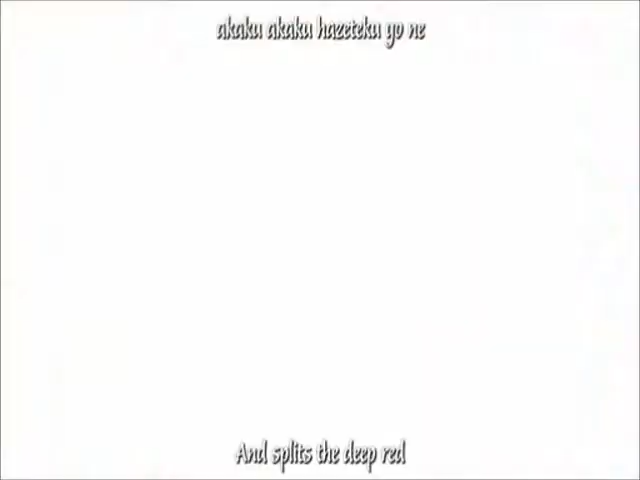 akaku akaku hazeteku yo ne
And splits the deep red